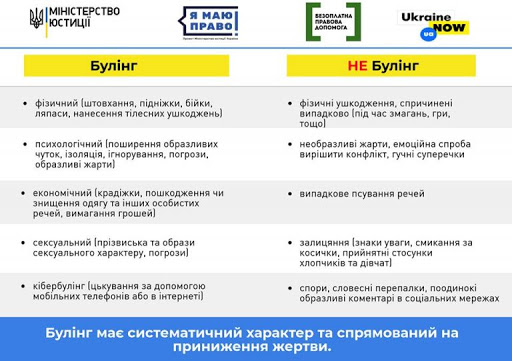 МІНІСТЕРСТВО
ЮСТИЦІЇ
Я МАЮ
ПРАВО!
БЕЗОПЛАТНА
ПРАВОВА
ДОПОМОГА
Ukraine
NOW
UA
Булінг
НЕ Булінг
• фізичний (штовхання, підніжки, бійки,
ляпаси, нанесення тілесних ушкоджень)
• фізичні ушкодження, спричинені
випадково (під час змагань, гри,
тощо)
• психологічний (поширення образливих
чуток, ізоляція, ігнорування, погрози,
образливі жарти)
• необразливі жарти, емоційна спроба
вирішити конфлікт, гучні суперечки
• економічний (крадіжки, пошкодження чи
знищення одягу та інших особистих
речей, вимагання грошей)
• випадкове псування речей
• сексуальний (прізвиська та образи
сексуального характеру, погрози)
• залицяння (знаки уваги, смикання за
косички, прийнятні стосунки
хлопчиків та дівчат)
• кібербулінг (цькування за допомогою
мобільних телефонів або в інтернеті)
• спори, словесні перепалки, поодинокі
образливі коментарі в соціальних мережах
Булінг має систематичний характер та спрямований на
приниження жертви.